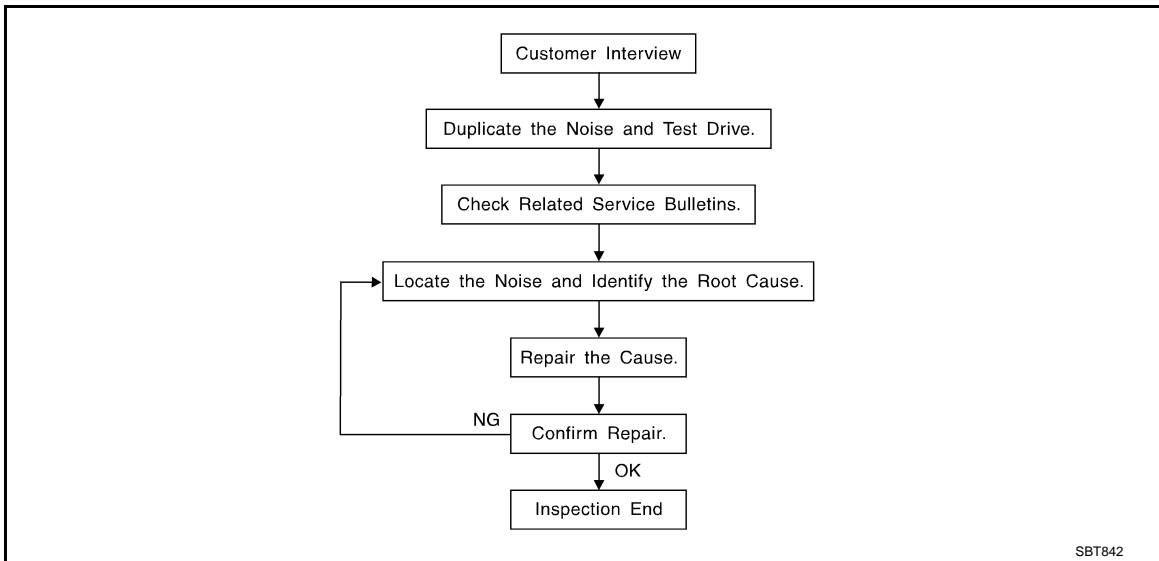 Customer Interview
Duplicate the Noise and Test Drive.
Check Related Service Bulletins.
Locate the Noise and Identify the Root Cause.
Repair the Cause.
NG
Confirm Repair.
OK
Inspection End
SBT842